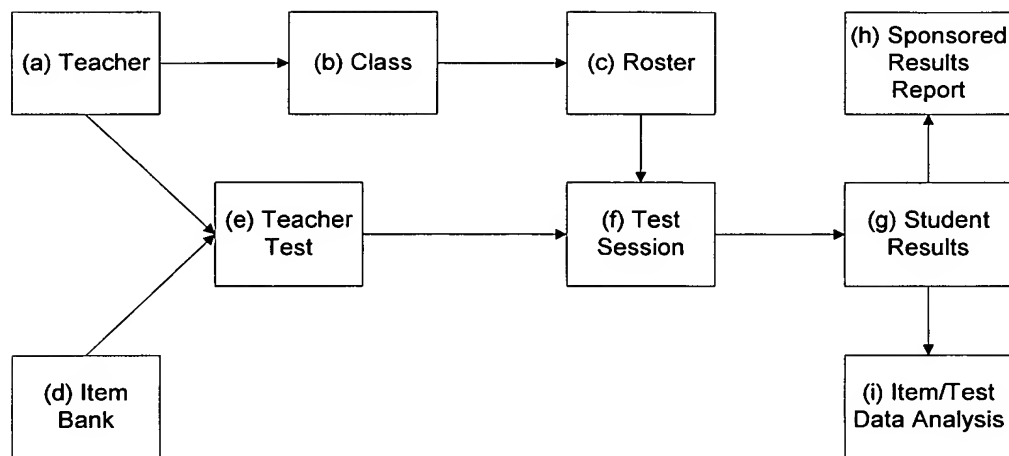 (a) Teacher
(b) Class
(c) Roster
(h) Sponsored
Results
Report
(e) Teacher
Test
(f) Test
Session
(g) Student
Results
(d) Item
Bank
(i) Item/Test
Data Analysis